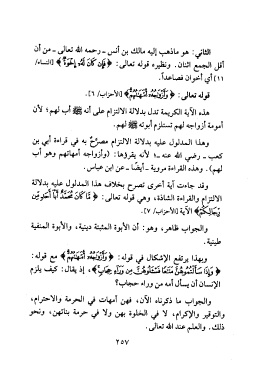 الثاني: هو ماذهب إليه مالك بن أنس ـ رحمه الله تعالى ـ من أن
أقل الجمع اثنان. ونظيره قوله تعالى: ﴿فَإِن كَانَ لَهُۥٓ إِخْوَةٌ﴾ [النساء/
١١] أي أخوان فصاعداً.
قوله تعالى: ﴿وَأَزْوَٰجُهُۥٓ أُمَّهَٰتُهُمْ﴾ [الأحزاب/ ٦].
هذه الآية الكريمة تدل بدلالة الالتزام على أنه ﷺ أب لهم؛ لأن
أمومة أزواجه لهم تستلزم أبوته ﷺ لهم.
وهذا المدلول عليه بدلالة الالتزام مصرَّح به في قراءة أبي بن
كعب ـ رضي الله عنه ـ؛ لأنه يقرؤها: (وأزواجه أمهاتهم وهو أب
لهم). وهذه القراءة مروية ـ أيضًا ـ عن ابن عباس.
وقد جاءت آية أخرى تصرح بخلاف هذا المدلول عليه بدلالة
الالتزام والقراءة الشاذة، وهي قوله تعالى: ﴿مَّا كَانَ مُحَمَّدٌ أَبَآ أَحَدٍ مِّن
رِّجَالِكُمْ﴾ الآية [الأحزاب/ ٧].
والجواب ظاهر، وهو: أن الأبوة المثبتة دينية، والأبوة المنفية
طينية.
وبهذا يرتفع الإشكال في قوله: ﴿وَأَزْوَٰجُهُۥٓ أُمَّهَٰتُهُمْ﴾ مع قوله:
﴿وَإِذَا سَأَلْتُمُوهُنَّ مَتَٰعًا فَسْـَٔلُوهُنَّ مِن وَرَآءِ حِجَابٍ﴾، إذ يقال: كيف يلزم
الإنسان أن يسأل أمه من وراء حجاب؟
والجواب ما ذكرناه الآن، فهن أمهات في الحرمة والاحترام،
والتوقير والإكرام، لا في الخلوة بهن ولا في حرمة بناتهن، ونحو
ذلك. والعلم عند الله تعالى.
٢٥٧